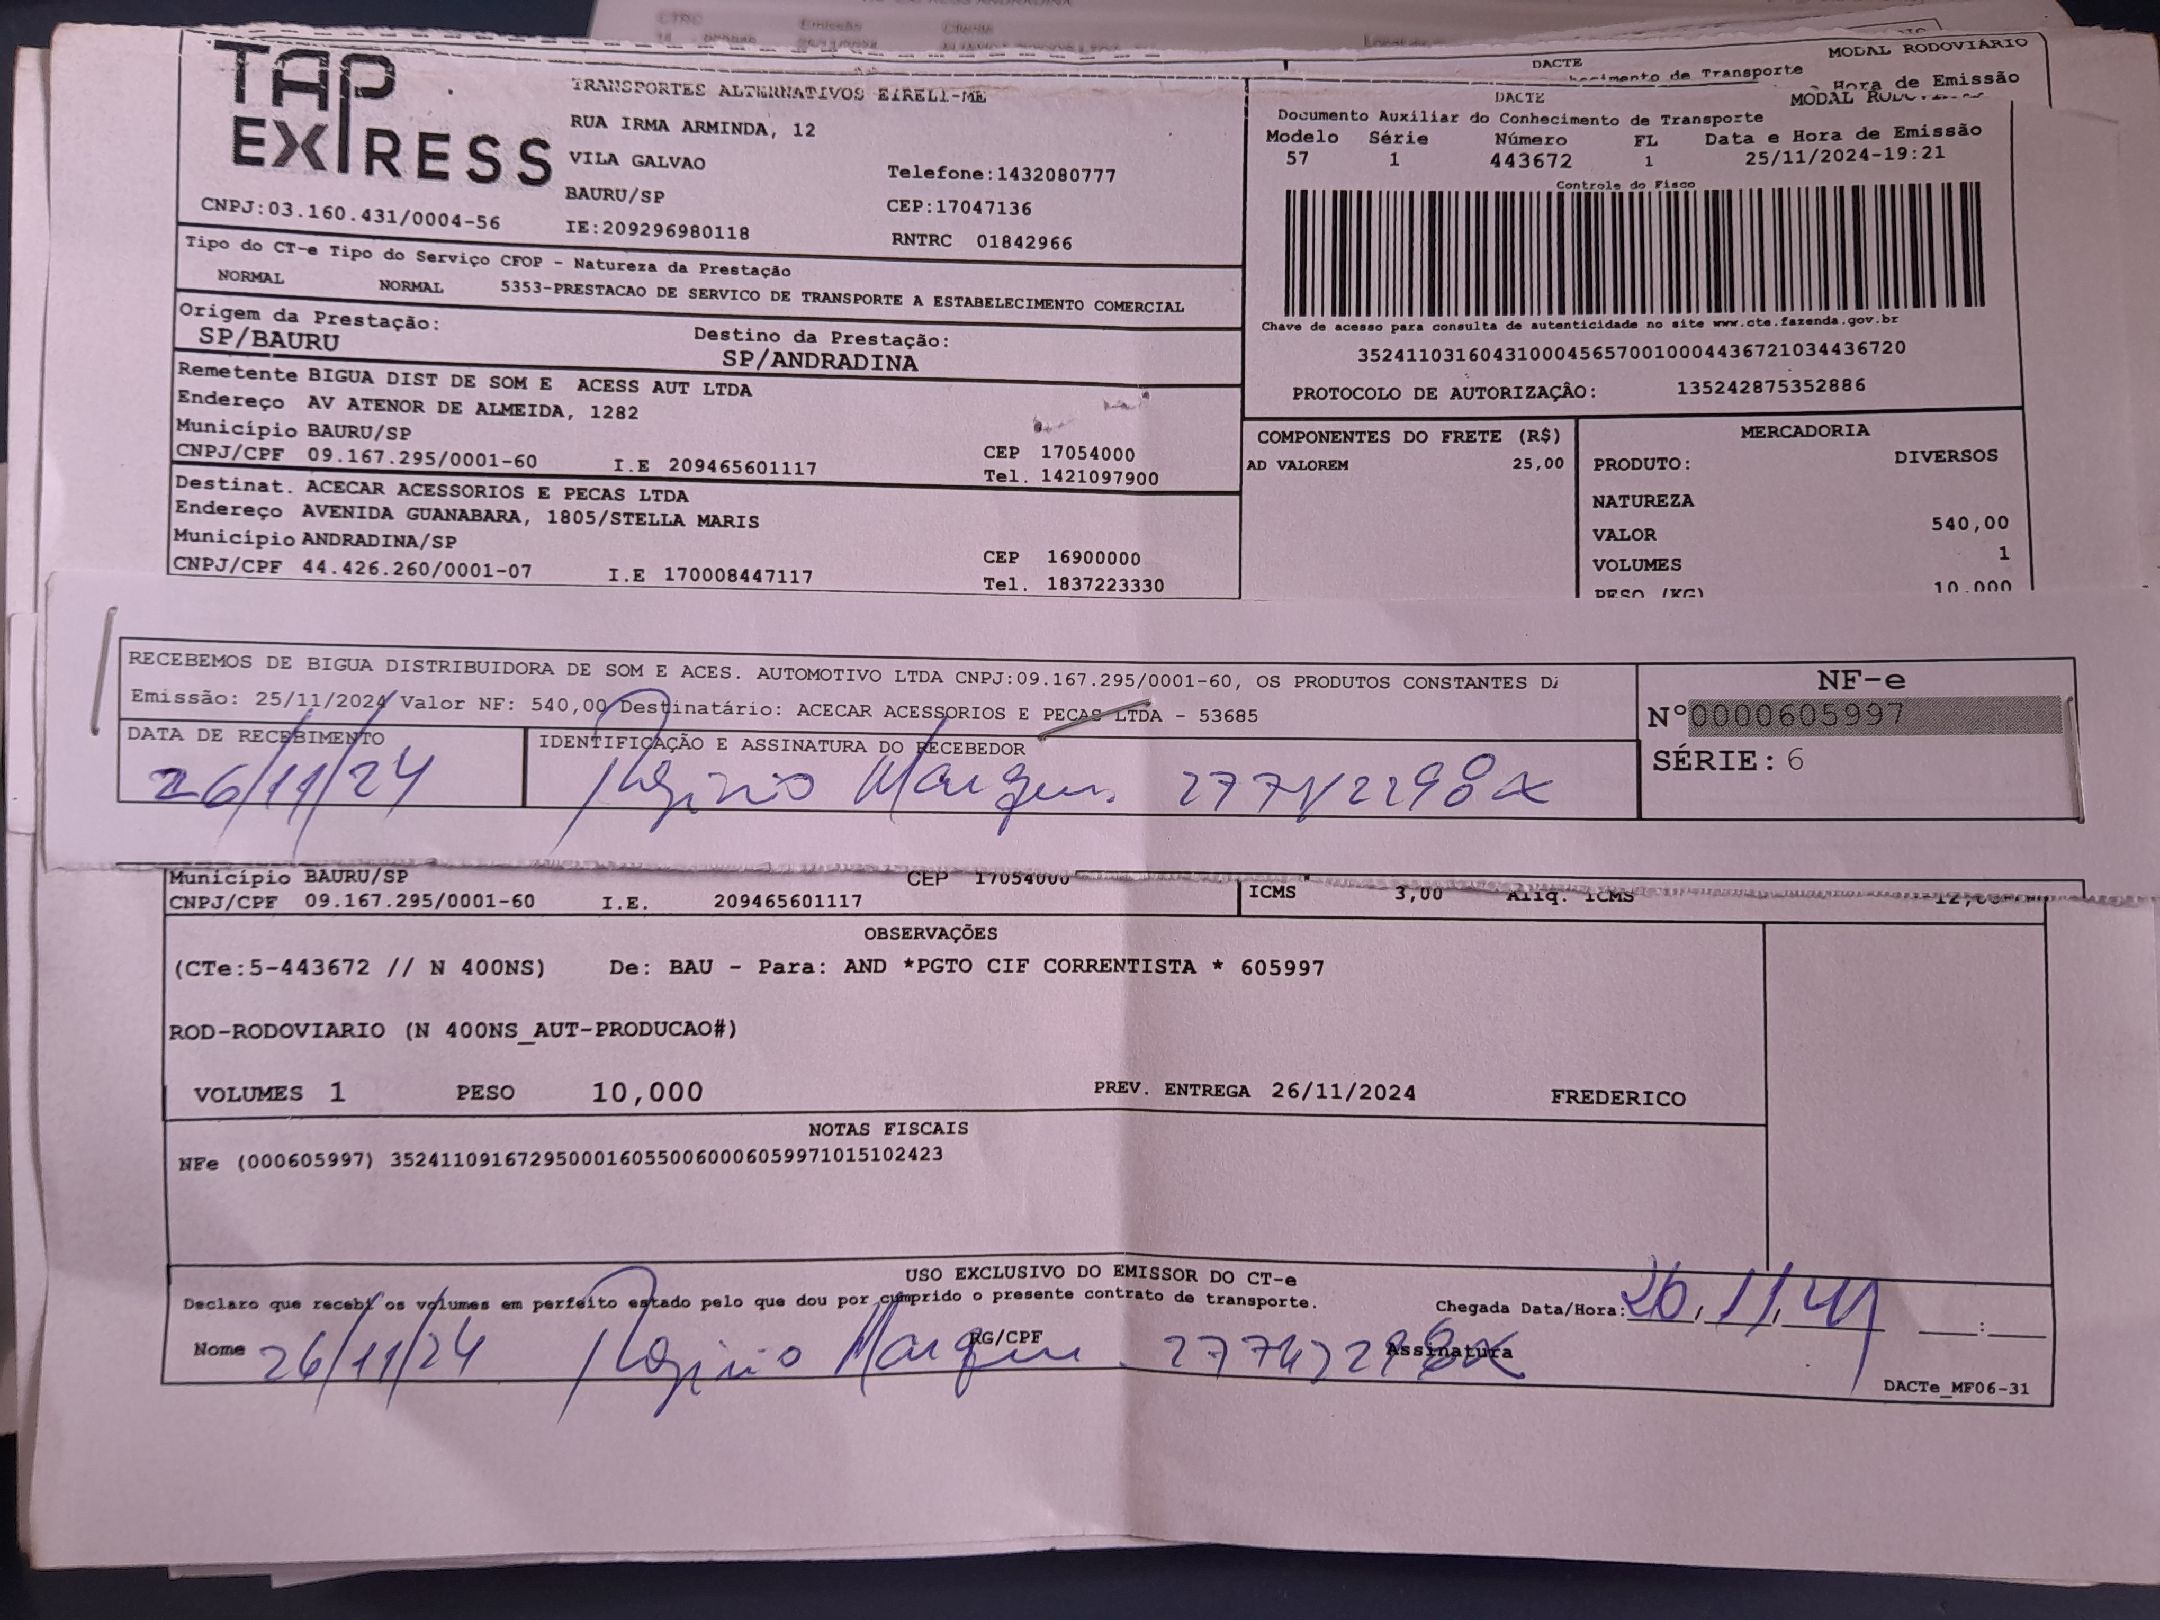 CTRC Emissão
DACTE MODAL RODOVIÁRIO
de Transporte
Hora de Emissão
TAP
EXPRESS
CNPJ:03.160.431/0004-56
TRANSPORTES ALTERNATIVOS EIRELI-ME
RUA IRMA ARMINDA, 12
VILA GALVAO Telefone:1432080777
BAURU/SP CEP:17047136
IE:209296980118 RNTRC 01842966
DACTE MODAL
Documento Auxiliar do Conhecimento de Transporte
Modelo Série Número FL Data e Hora de Emissão
57 1 443672 1 25/11/2024-19:21
Controle do Fisco
Chave de acesso para consulta de autenticidade no site www.cte.fazenda.gov.br
35241103160431000456570010004436721034436720
PROTOCOLO DE AUTORIZAÇÂO: 135242875352886
Tipo do CT-e Tipo do Serviço CFOP - Natureza da Prestação
NORMAL NORMAL 5353-PRESTACAO DE SERVICO DE TRANSPORTE A ESTABELECIMENTO COMERCIAL
Origem da Prestação: Destino da Prestação:
SP/BAURU SP/ANDRADINA
Remetente BIGUA DIST DE SOM E ACESS AUT LTDA
Endereço AV ATENOR DE ALMEIDA, 1282
Município BAURU/SP CEP 17054000
CNPJ/CPF 09.167.295/0001-60 I.E 209465601117 Tel. 1421097900
Destinat. ACECAR ACESSORIOS E PECAS LTDA
Endereço AVENIDA GUANABARA, 1805/STELLA MARIS
Município ANDRADINA/SP CEP 16900000
CNPJ/CPF 44.426.260/0001-07 I.E 170008447117 Tel. 1837223330
COMPONENTES DO FRETE (R$)
AD VALOREM 25,00
MERCADORIA
PRODUTO: DIVERSOS
NATUREZA
VALOR 540,00
VOLUMES 1
PESO (KG) 10.000
RECEBEMOS DE BIGUA DISTRIBUIDORA DE SOM E ACES. AUTOMOTIVO LTDA CNPJ:09.167.295/0001-60, OS PRODUTOS CONSTANTES DA
Emissão: 25/11/2024 Valor NF: 540,00 Destinatário: ACECAR ACESSORIOS E PECAS LTDA - 53685
DATA DE RECEBIMENTO IDENTIFICAÇÃO E ASSINATURA DO RECEBEDOR
26/11/24
NF-e
Nº0000605997
SÉRIE: 6
Município BAURU/SP CEP 17054000
CNPJ/CPF 09.167.295/0001-60 I.E. 209465601117
ICMS 3,00 Aliq. ICMS
OBSERVAÇÕES
(CTe:5-443672 // N 400NS) De: BAU - Para: AND *PGTO CIF CORRENTISTA * 605997
ROD-RODOVIARIO (N 400NS_AUT-PRODUCAO#)
VOLUMES 1 PESO 10,000 PREV. ENTREGA 26/11/2024 FREDERICO
NOTAS FISCAIS
NFe (000605997) 35241109167295000160550060006059971015102423
USO EXCLUSIVO DO EMISSOR DO CT-e
Declaro que recebi os volumes em perfeito estado pelo que dou por cumprido o presente contrato de transporte.
Chegada Data/Hora:
Nome 26/11/24 RG/CPF Assinatura
DACTe_MF06-31